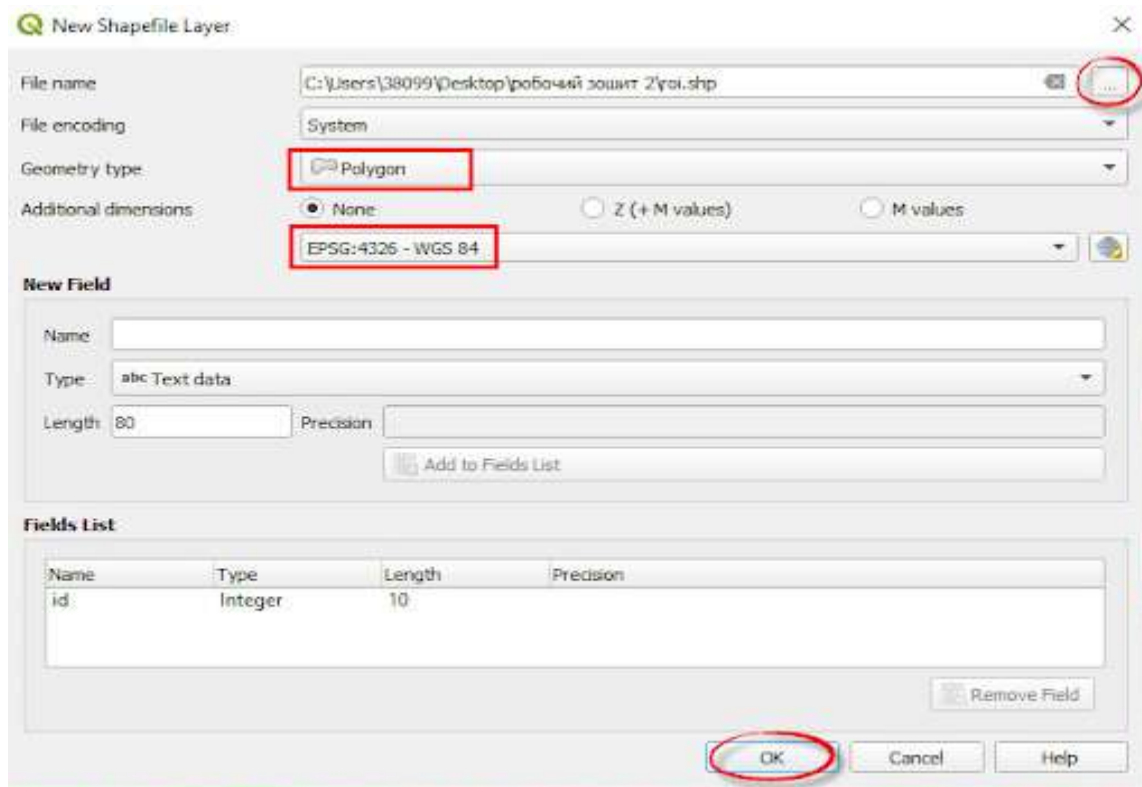 New Shapefile Layer
File name C:\Users\38099\Desktop\робочий зошит 2\roi.shp ...
File encoding System
Geometry type Polygon
Additional dimensions None Z (+ M values) M values
EPSG:4326 - WGS 84
New Field
Name
Type abc Text data
Length 80 Precision
Add to Fields List
Fields List
Name Type Length Precision
id Integer 10
Remove Field
OK Cancel Help